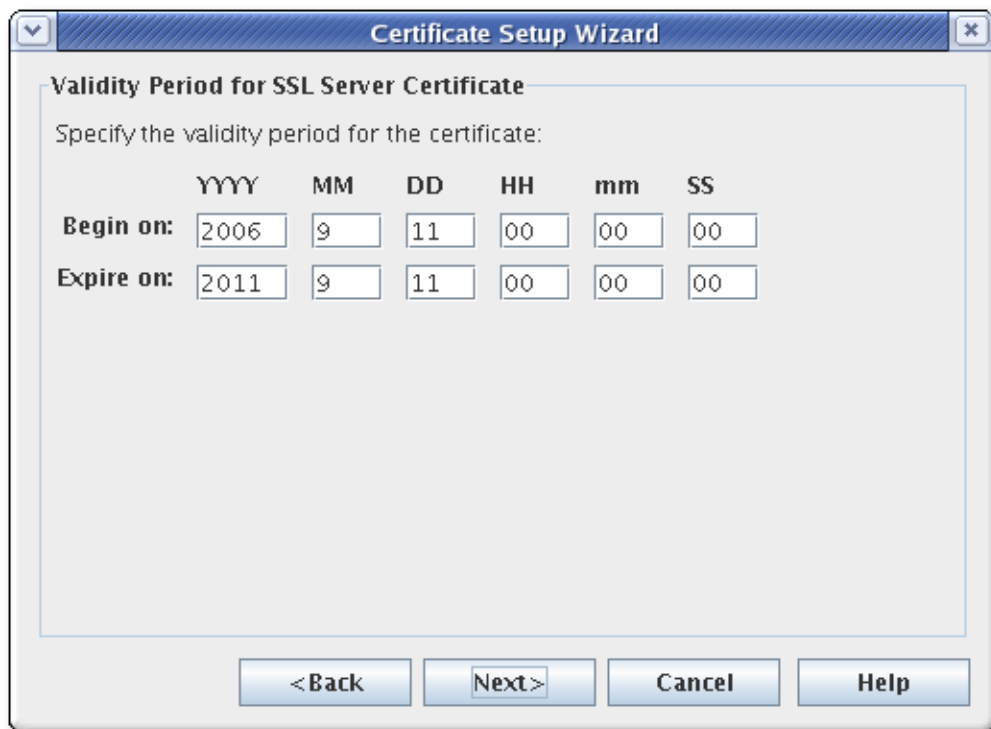 Certificate Setup Wizard
Validity Period for SSL Server Certificate
Specify the validity period for the certificate:
YYYY MM DD HH mm SS
Begin on: 2006 9 11 00 00 00
Expire on: 2011 9 11 00 00 00
<Back Next> Cancel Help